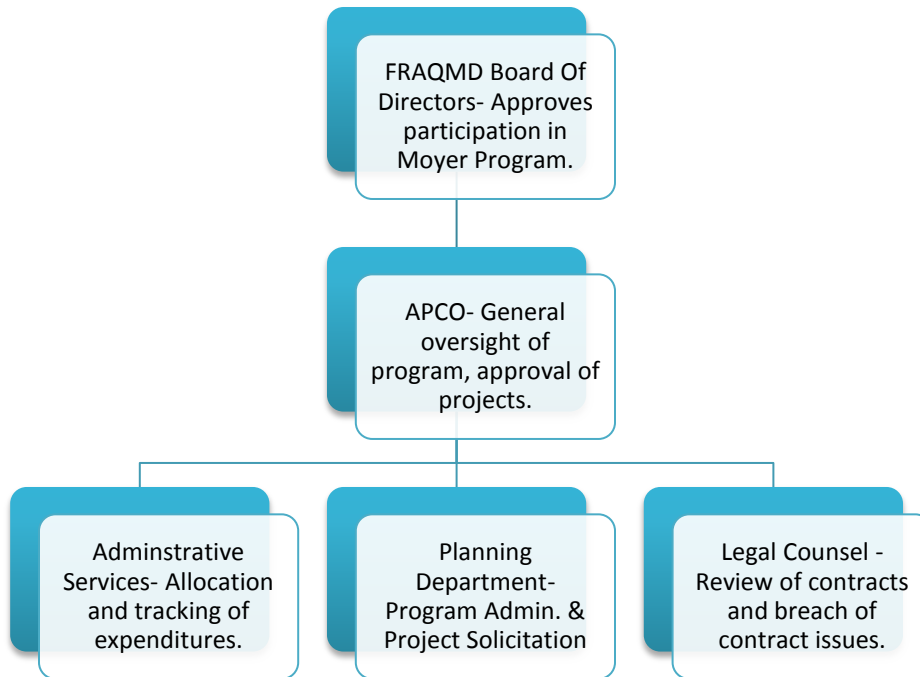 FRAQMD Board Of
Directors- Approves
participation in
Moyer Program.
APCO- General
oversight of
program, approval of
projects.
Adminstrative
Services- Allocation
and tracking of
expenditures.
Planning
Department-
Program Admin. &
Project Solicitation
Legal Counsel -
Review of contracts
and breach of
contract issues.